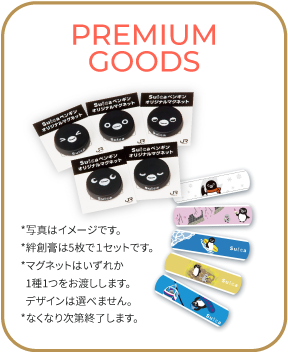 PREMIUM
GOODS
Suicaペンギン
オリジナルマグネット
Suicaペンギン
オリジナルマグネット
Suicaペンギン
オリジナルマグネット
Suicaペンギン
オリジナルマグネット
Suicaペンギン
オリジナルマグネット
Suica
Suica
Suica
Suica
Suica
JR
JR
Suica
Suica
Suica
*写真はイメージです。
*絆創膏は5枚で1セットです。
*マグネットはいずれか
1種1つをお渡しします。
デザインは選べません。
*なくなり次第終了します。